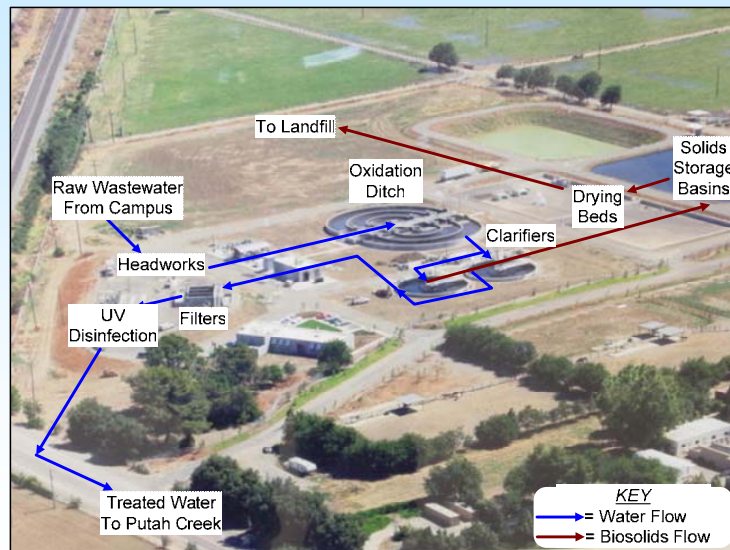 To Landfill
Solids
Storage
Basins
Oxidation
Ditch
Raw Wastewater
From Campus
Drying
Beds
Clarifiers
Headworks
UV
Disinfection
Filters
Treated Water
To Putah Creek
KEY
= Water Flow
= Biosolids Flow